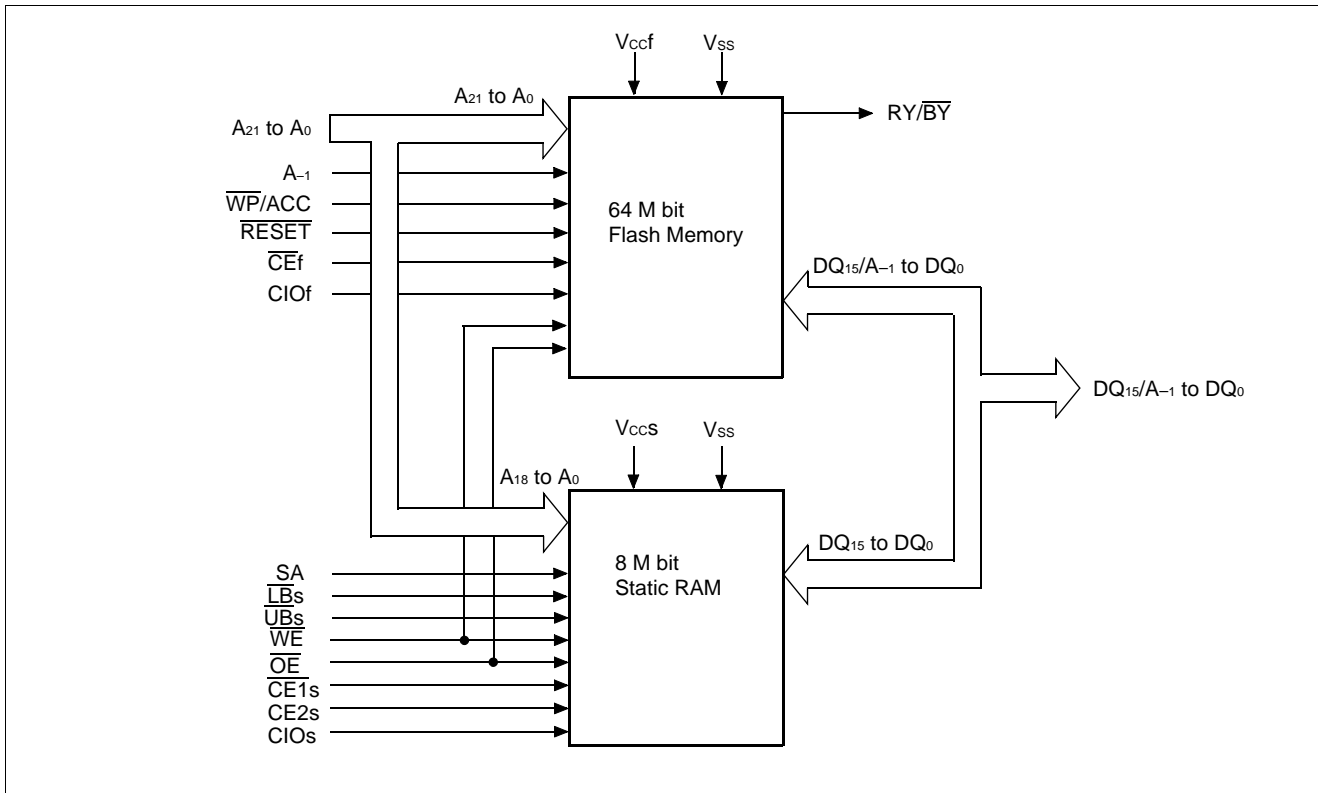 VCCf VSS
A21 to A0
RY/BY
A21 to A0
A–1
WP/ACC
RESET
CEf
CIOf
64 M bit
Flash Memory
DQ15/A–1 to DQ0
DQ15/A–1 to DQ0
VCCs VSS
A18 to A0
DQ15 to DQ0
SA
LBs
UBs
WE
OE
CE1s
CE2s
CIOs
8 M bit
Static RAM